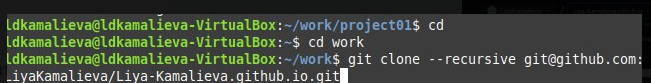 ldkamalieva@ldkamalieva-VirtualBox:~/work/project01$ cd
ldkamalieva@ldkamalieva-VirtualBox:~$ cd work
ldkamalieva@ldkamalieva-VirtualBox:~/work$ git clone --recursive git@github.com:
LiyaKamalieva/Liya-Kamalieva.github.io.git